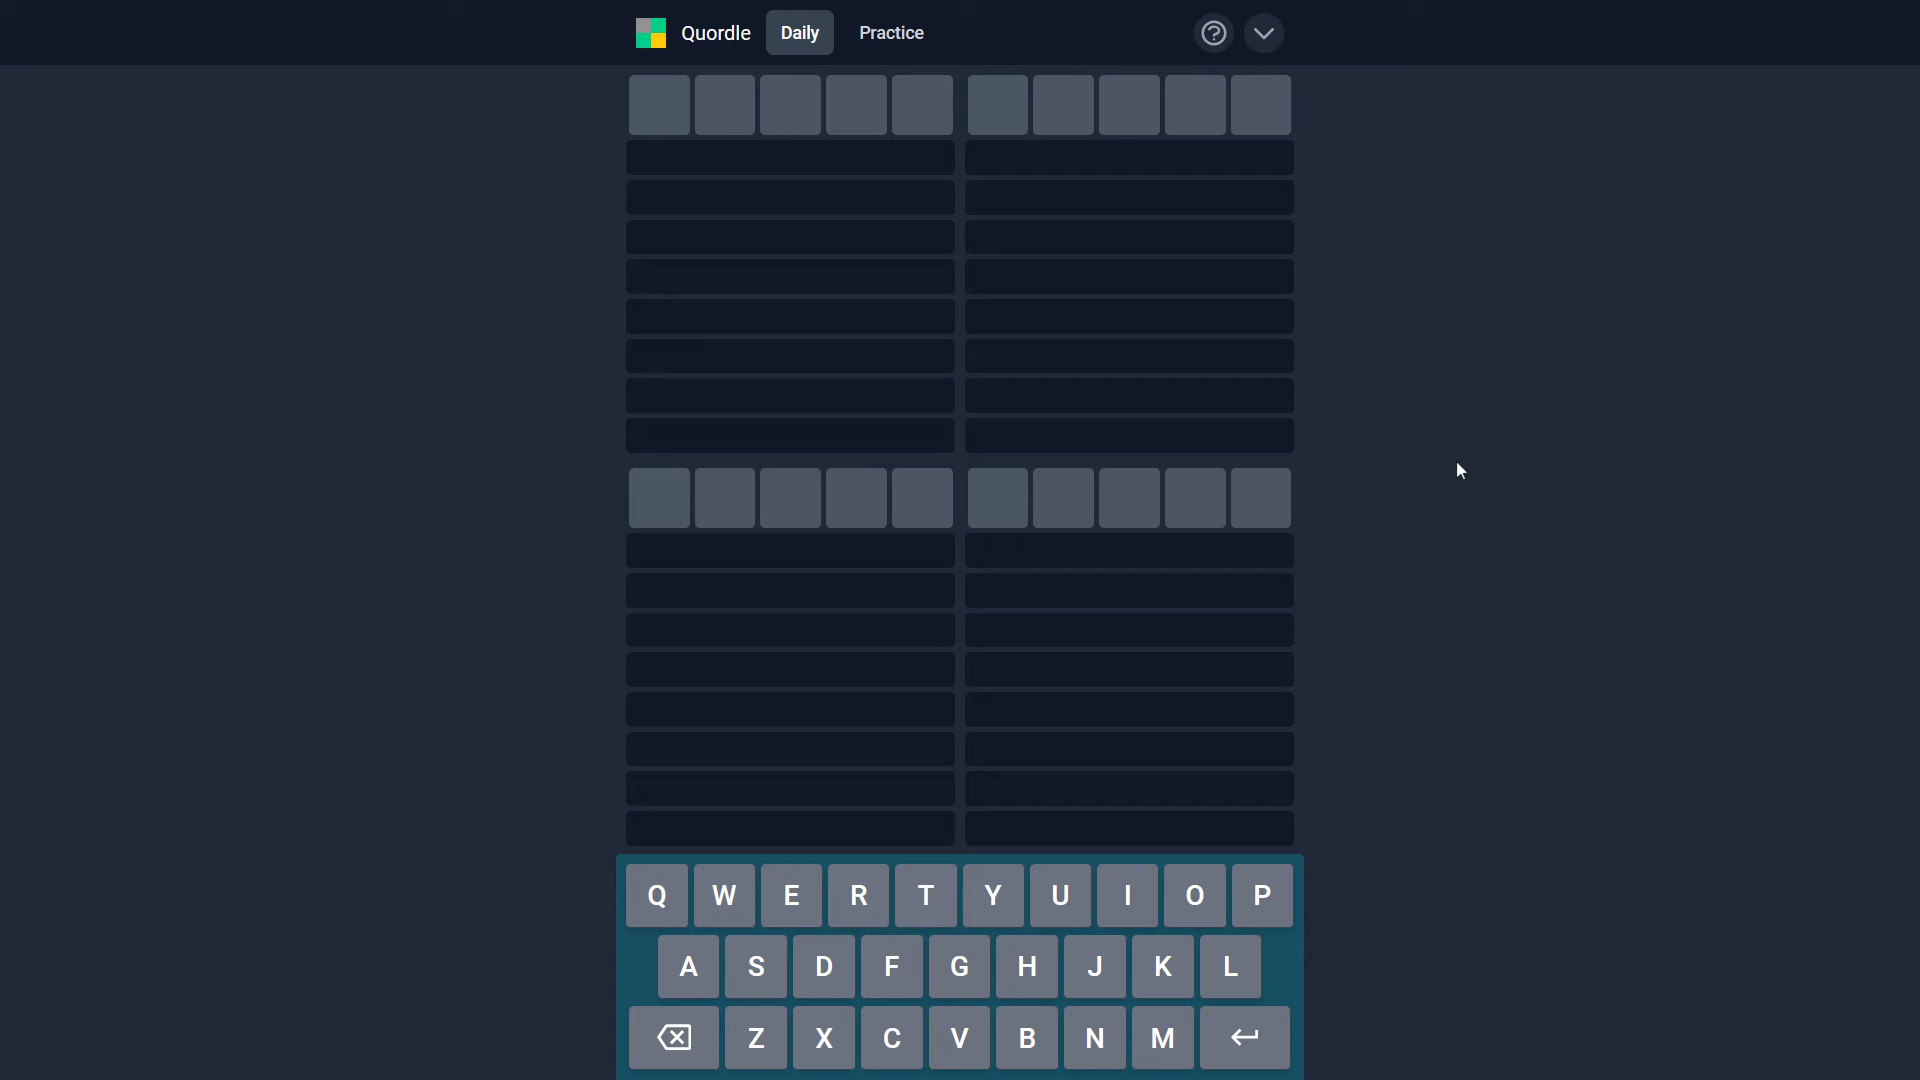 Quordle Daily Practice
Q W E R T Y U I O P
A S D F G H J K L
Z X C V B N M